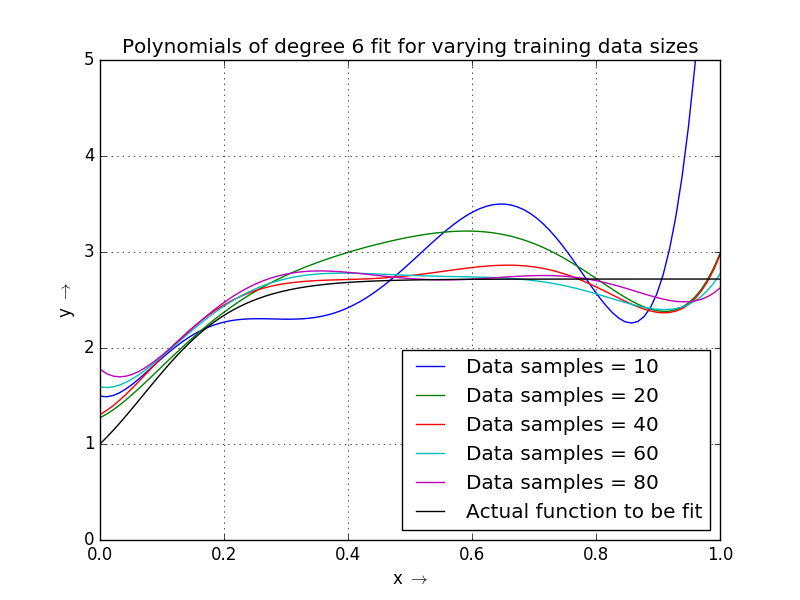 Polynomials of degree 6 fit for varying training data sizes
5
4
3
2
1
0
y →
Data samples = 10
Data samples = 20
Data samples = 40
Data samples = 60
Data samples = 80
Actual function to be fit
0.0 0.2 0.4 0.6 0.8 1.0
x →